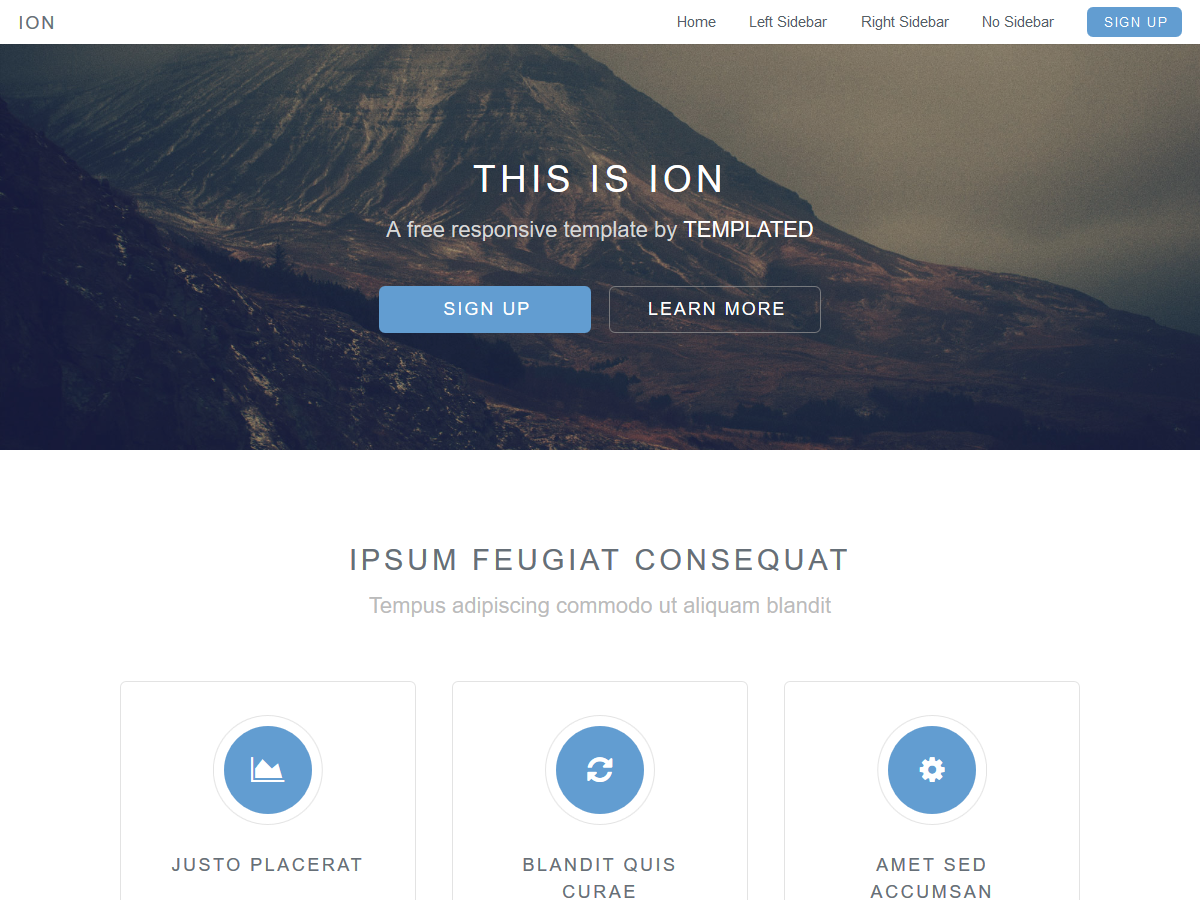 ION
Home Left Sidebar Right Sidebar No Sidebar SIGN UP
THIS IS ION
A free responsive template by TEMPLATED
SIGN UP LEARN MORE
IPSUM FEUGIAT CONSEQUAT
Tempus adipiscing commodo ut aliquam blandit
JUSTO PLACERAT
BLANDIT QUIS
CURAE
AMET SED
ACCUMSAN